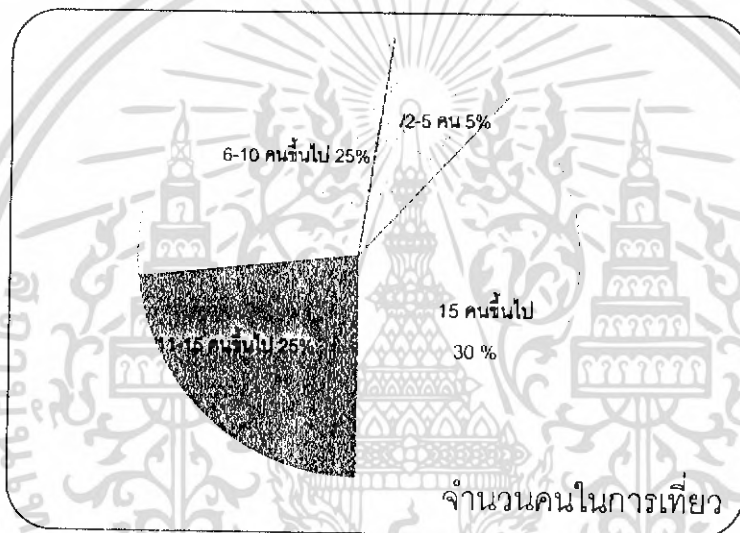 /2-5 คน 5%
6-10 คนขึ้นไป 25%
15 คนขึ้นไป
30 %
11-15 คนขึ้นไป 25%
จำนวนคนในการเที่ยว